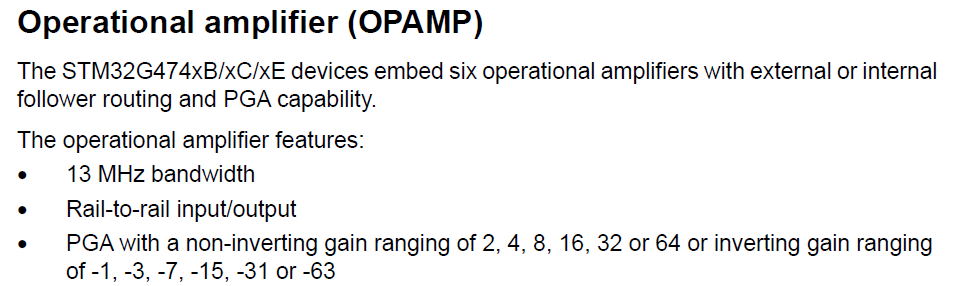 Operational amplifier (OPAMP)
The STM32G474xB/xC/xE devices embed six operational amplifiers with external or internal
follower routing and PGA capability.
The operational amplifier features:
• 13 MHz bandwidth
• Rail-to-rail input/output
• PGA with a non-inverting gain ranging of 2, 4, 8, 16, 32 or 64 or inverting gain ranging
of -1, -3, -7, -15, -31 or -63